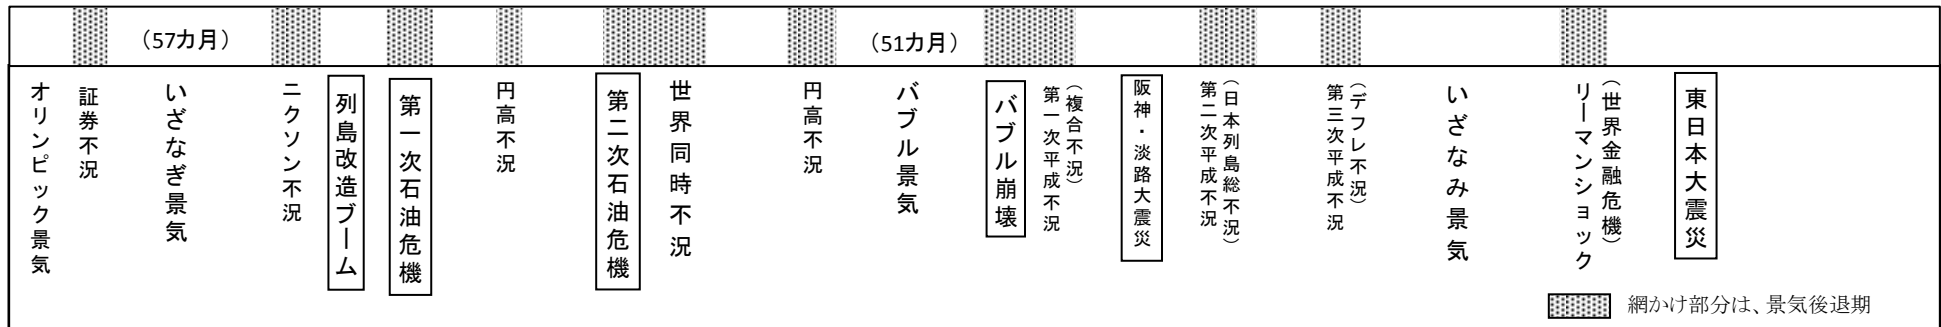 （57カ月）
（51カ月）
オリンピック景気
証券不況
いざなぎ景気
ニクソン不況
列島改造ブーム
第一次石油危機
円高不況
第二次石油危機
世界同時不況
円高不況
バブル景気
バブル崩壊
（複合不況）
第一次平成不況
阪神・淡路大震災
（日本列島総不況）
第二次平成不況
（デフレ不況）
第三次平成不況
いざなみ景気
（世界金融危機）
リーマンショック
東日本大震災
網かけ部分は、景気後退期